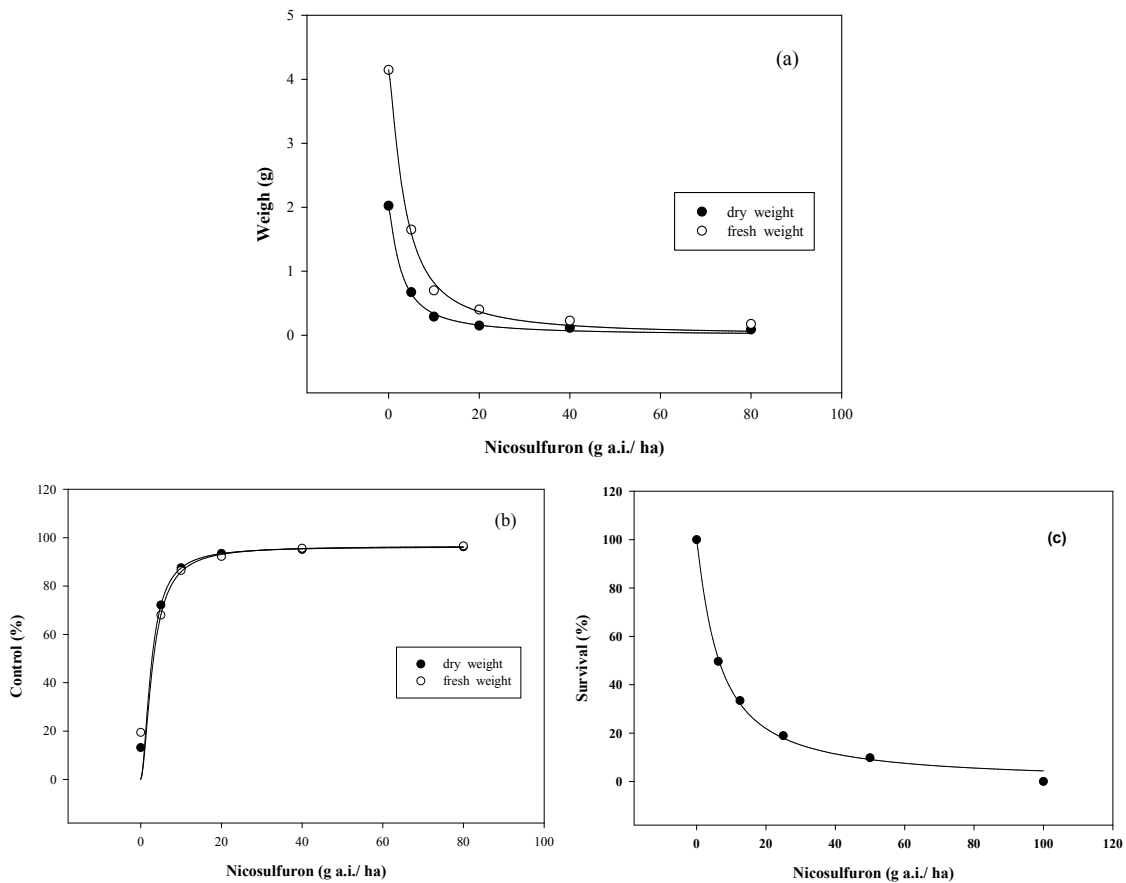 5
(a)
4
3
Weigh (g)
2
dry weight
fresh weight
1
0
0 20 40 60 80 100
Nicosulfuron (g a.i./ ha)
120
(b)
100
80
Control (%)
60
dry weight
fresh weight
40
20
0
0 20 40 60 80 100
Nicosulfuron (g a.i./ ha)
120
(c)
100
80
Survival (%)
60
40
20
0
0 20 40 60 80 100 120
Nicosulfuron (g a.i./ ha)